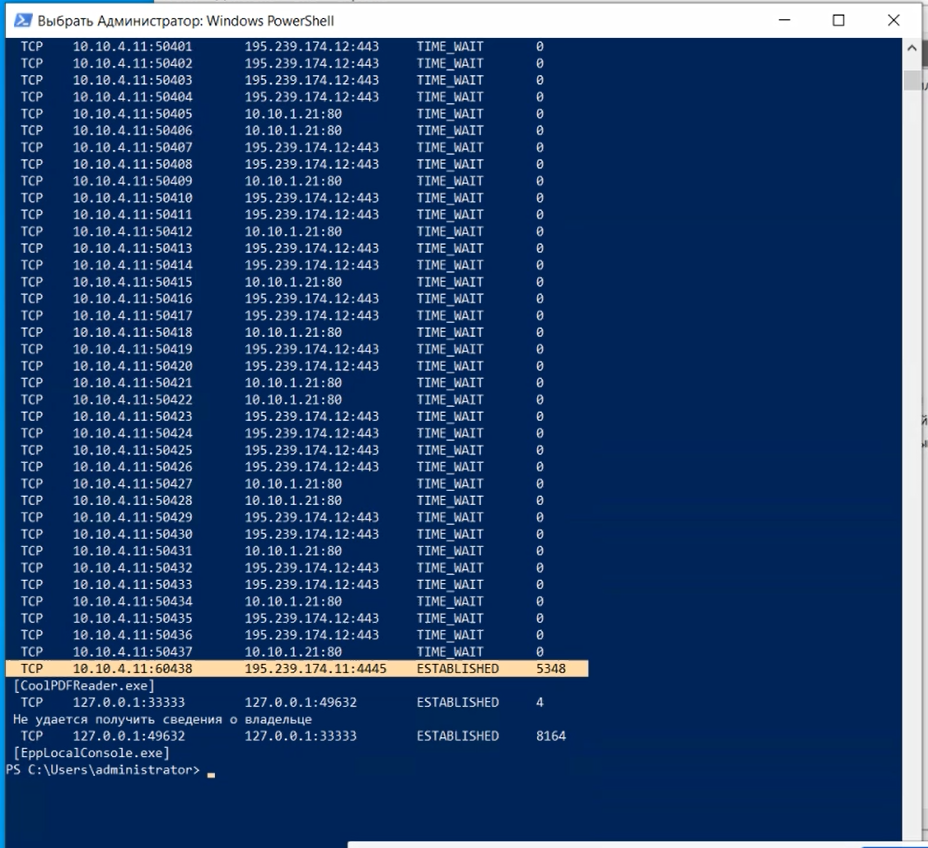 Выбрать Администратор: Windows PowerShell
TCP 10.10.4.11:50401 195.239.174.12:443 TIME_WAIT 0
TCP 10.10.4.11:50402 195.239.174.12:443 TIME_WAIT 0
TCP 10.10.4.11:50403 195.239.174.12:443 TIME_WAIT 0
TCP 10.10.4.11:50404 195.239.174.12:443 TIME_WAIT 0
TCP 10.10.4.11:50405 10.10.1.21:80 TIME_WAIT 0
TCP 10.10.4.11:50406 10.10.1.21:80 TIME_WAIT 0
TCP 10.10.4.11:50407 195.239.174.12:443 TIME_WAIT 0
TCP 10.10.4.11:50408 195.239.174.12:443 TIME_WAIT 0
TCP 10.10.4.11:50409 10.10.1.21:80 TIME_WAIT 0
TCP 10.10.4.11:50410 195.239.174.12:443 TIME_WAIT 0
TCP 10.10.4.11:50411 195.239.174.12:443 TIME_WAIT 0
TCP 10.10.4.11:50412 10.10.1.21:80 TIME_WAIT 0
TCP 10.10.4.11:50413 195.239.174.12:443 TIME_WAIT 0
TCP 10.10.4.11:50414 195.239.174.12:443 TIME_WAIT 0
TCP 10.10.4.11:50415 10.10.1.21:80 TIME_WAIT 0
TCP 10.10.4.11:50416 195.239.174.12:443 TIME_WAIT 0
TCP 10.10.4.11:50417 195.239.174.12:443 TIME_WAIT 0
TCP 10.10.4.11:50418 10.10.1.21:80 TIME_WAIT 0
TCP 10.10.4.11:50419 195.239.174.12:443 TIME_WAIT 0
TCP 10.10.4.11:50420 195.239.174.12:443 TIME_WAIT 0
TCP 10.10.4.11:50421 10.10.1.21:80 TIME_WAIT 0
TCP 10.10.4.11:50422 10.10.1.21:80 TIME_WAIT 0
TCP 10.10.4.11:50423 195.239.174.12:443 TIME_WAIT 0
TCP 10.10.4.11:50424 195.239.174.12:443 TIME_WAIT 0
TCP 10.10.4.11:50425 195.239.174.12:443 TIME_WAIT 0
TCP 10.10.4.11:50426 195.239.174.12:443 TIME_WAIT 0
TCP 10.10.4.11:50427 10.10.1.21:80 TIME_WAIT 0
TCP 10.10.4.11:50428 10.10.1.21:80 TIME_WAIT 0
TCP 10.10.4.11:50429 195.239.174.12:443 TIME_WAIT 0
TCP 10.10.4.11:50430 195.239.174.12:443 TIME_WAIT 0
TCP 10.10.4.11:50431 10.10.1.21:80 TIME_WAIT 0
TCP 10.10.4.11:50432 195.239.174.12:443 TIME_WAIT 0
TCP 10.10.4.11:50433 195.239.174.12:443 TIME_WAIT 0
TCP 10.10.4.11:50434 10.10.1.21:80 TIME_WAIT 0
TCP 10.10.4.11:50435 195.239.174.12:443 TIME_WAIT 0
TCP 10.10.4.11:50436 195.239.174.12:443 TIME_WAIT 0
TCP 10.10.4.11:50437 10.10.1.21:80 TIME_WAIT 0
TCP 10.10.4.11:60438 195.239.174.11:4445 ESTABLISHED 5348
[CoolPDFReader.exe]
TCP 127.0.0.1:33333 127.0.0.1:49632 ESTABLISHED 4
Не удается получить сведения о владельце
TCP 127.0.0.1:49632 127.0.0.1:33333 ESTABLISHED 8164
[EppLocalConsole.exe]
PS C:\Users\administrator>